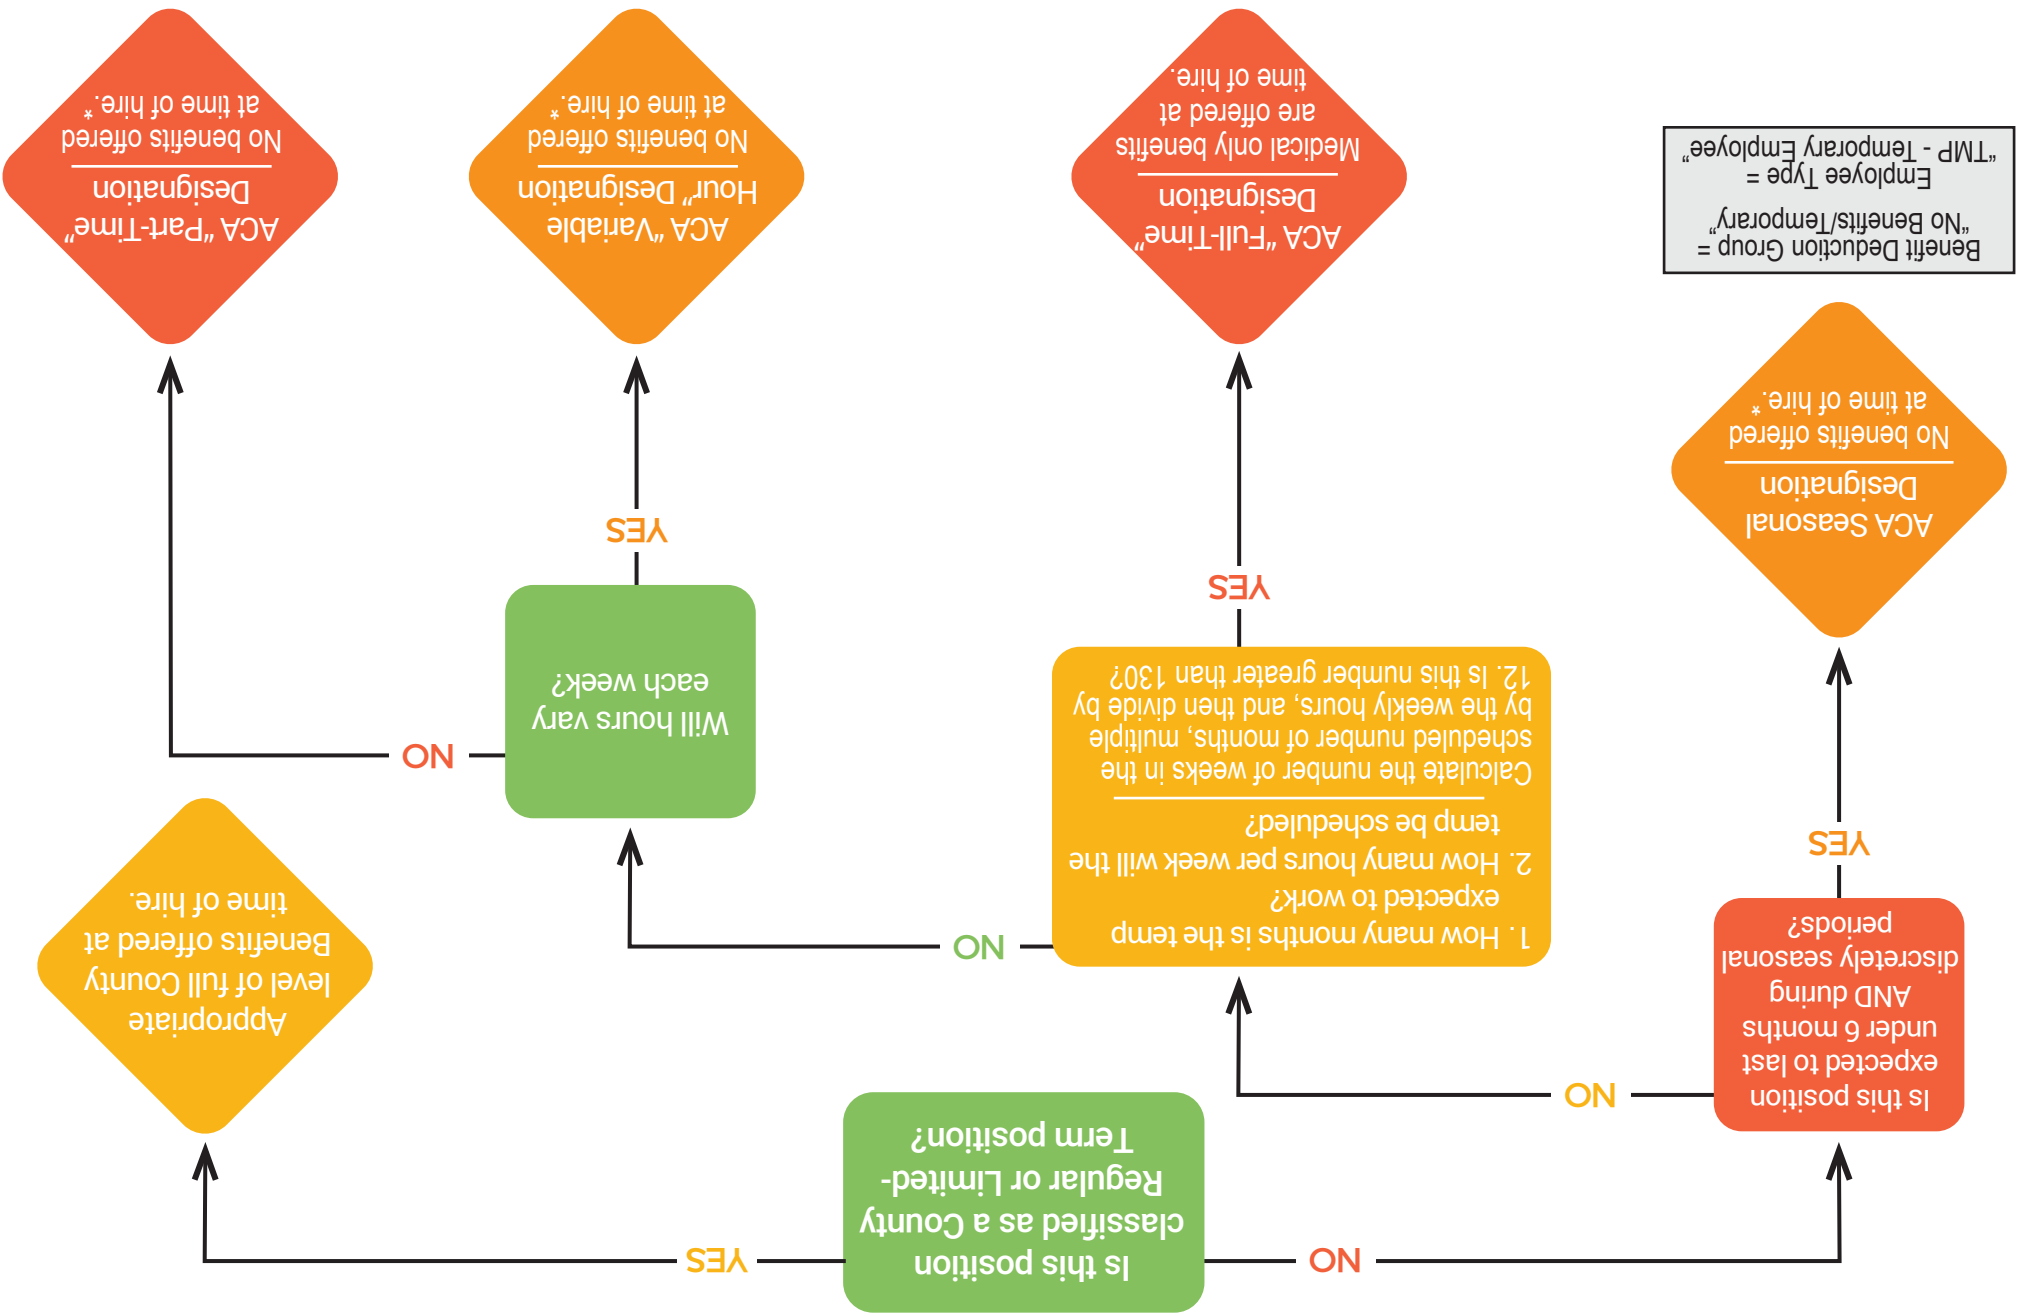 Is this position
classified as a County
Regular or Limited-
Term position?
NO
YES
Is this position
expected to last
under 6 months
AND during
discretely seasonal
periods?
NO
YES
Appropriate
level of full County
Benefits offered at
time of hire.
1. How many months is the temp
expected to work?
2. How many hours per week will the
temp be scheduled?
Calculate the number of weeks in the
scheduled number of months, multiple
by the weekly hours, and then divide by
12. Is this number greater than 130?
NO
YES
Will hours vary
each week?
NO
YES
ACA Seasonal
Designation
No benefits offered
at time of hire.*
Benefit Deduction Group =
“No Benefits/Temporary”
Employee Type =
“TMP - Temporary Employee”
ACA “Full-Time”
Designation
Medical only benefits
are offered at
time of hire.
ACA “Variable
Hour” Designation
No benefits offered
at time of hire.*
ACA “Part-Time”
Designation
No benefits offered
at time of hire.*